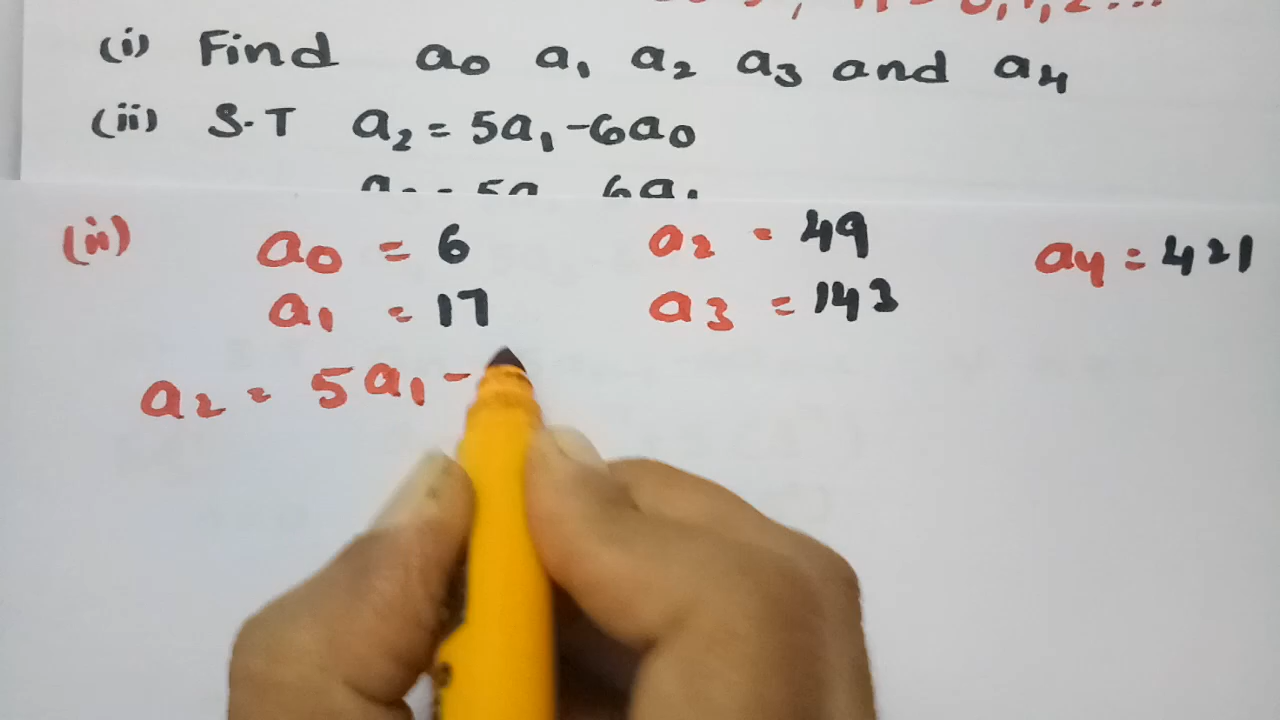 (i) Find a0 a1 a2 a3 and a4
(ii) S.T a2 = 5a1 - 6a0
(ii) a0 = 6 a2 = 49 a4 = 421
a1 = 17 a3 = 143
a2 = 5a1 -